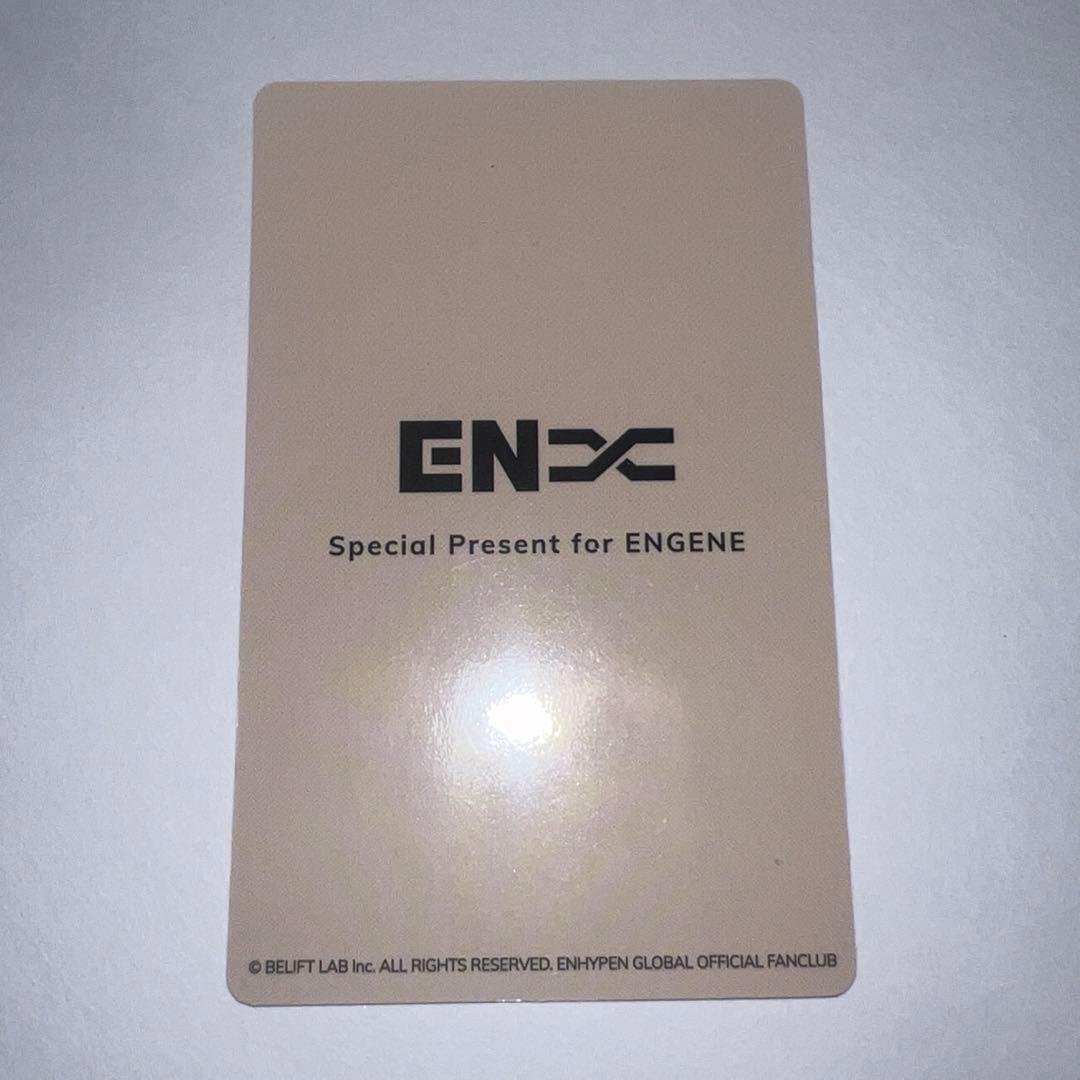 EN
Special Present for ENGENE
© BELIFT LAB Inc. ALL RIGHTS RESERVED. ENHYPEN GLOBAL OFFICIAL FANCLUB